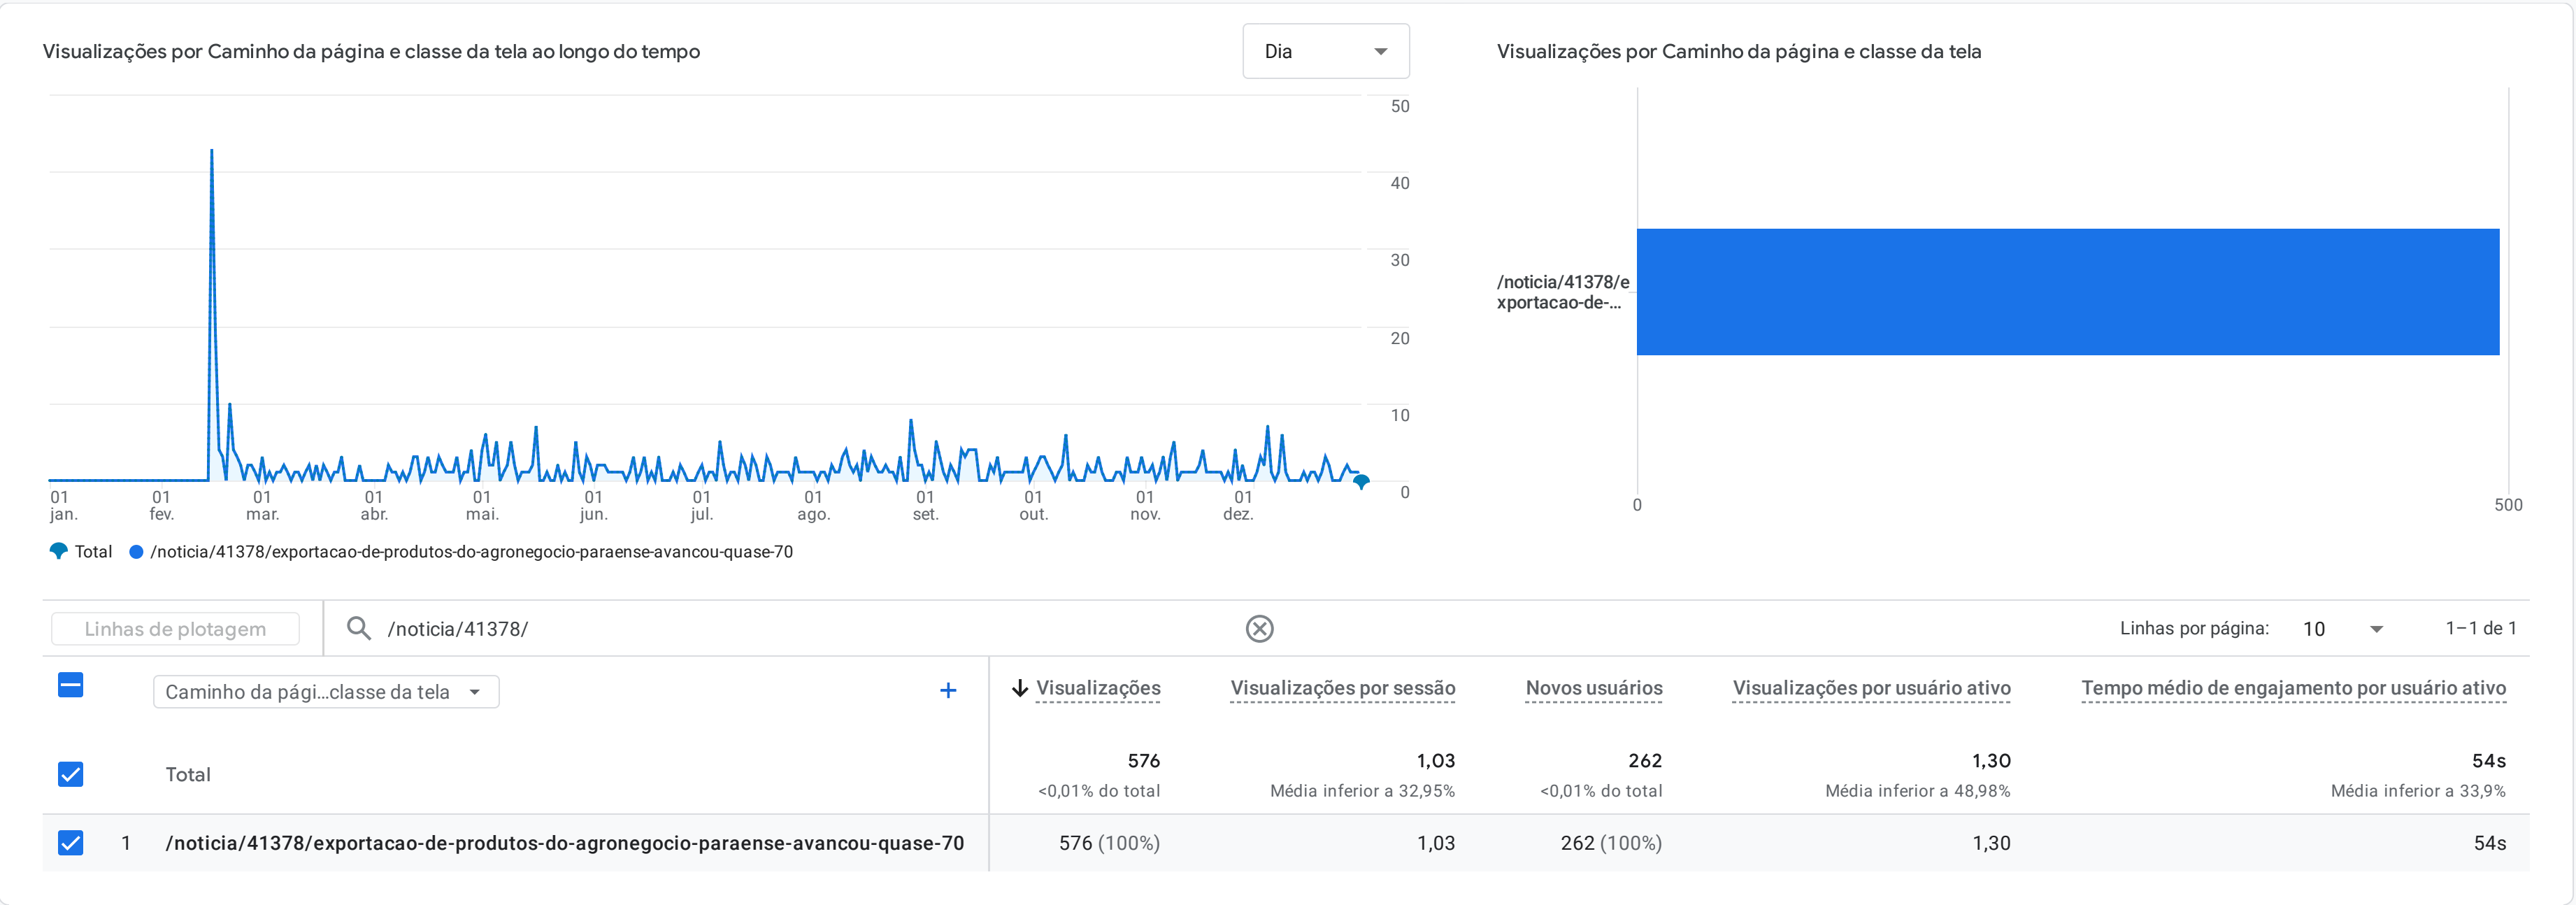 Visualizações por Caminho da página e classe da tela ao longo do tempo
Dia
50
40
30
20
10
0
01 01 01 01 01 01 01 01 01 01 01 01
jan. fev. mar. abr. mai. jun. jul. ago. set. out. nov. dez.
Total /noticia/41378/exportacao-de-produtos-do-agronegocio-paraense-avancou-quase-70
Visualizações por Caminho da página e classe da tela
/noticia/41378/e
xportacao-de-...
0 500
Linhas de plotagem /noticia/41378/ Linhas por página: 10 1–1 de 1
Caminho da pági...classe da tela + Visualizações Visualizações por sessão Novos usuários Visualizações por usuário ativo Tempo médio de engajamento por usuário ativo
Total 576 1,03 262 1,30 54s
<0,01% do total Média inferior a 32,95% <0,01% do total Média inferior a 48,98% Média inferior a 33,9%
1 /noticia/41378/exportacao-de-produtos-do-agronegocio-paraense-avancou-quase-70 576 (100%) 1,03 262 (100%) 1,30 54s